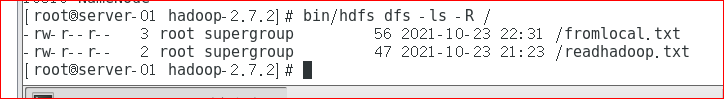 [root@server-01 hadoop-2.7.2]# bin/hdfs dfs -ls -R /
-rw-r--r--   3 root supergroup         56 2021-10-23 22:31 /fromlocal.txt
-rw-r--r--   2 root supergroup         47 2021-10-23 21:23 /readhadoop.txt
[root@server-01 hadoop-2.7.2]#